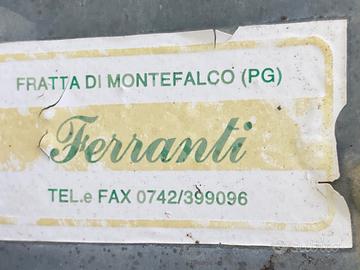 FRATTA DI MONTEFALCO (PG)
Ferranti
TEL.e FAX 0742/399096